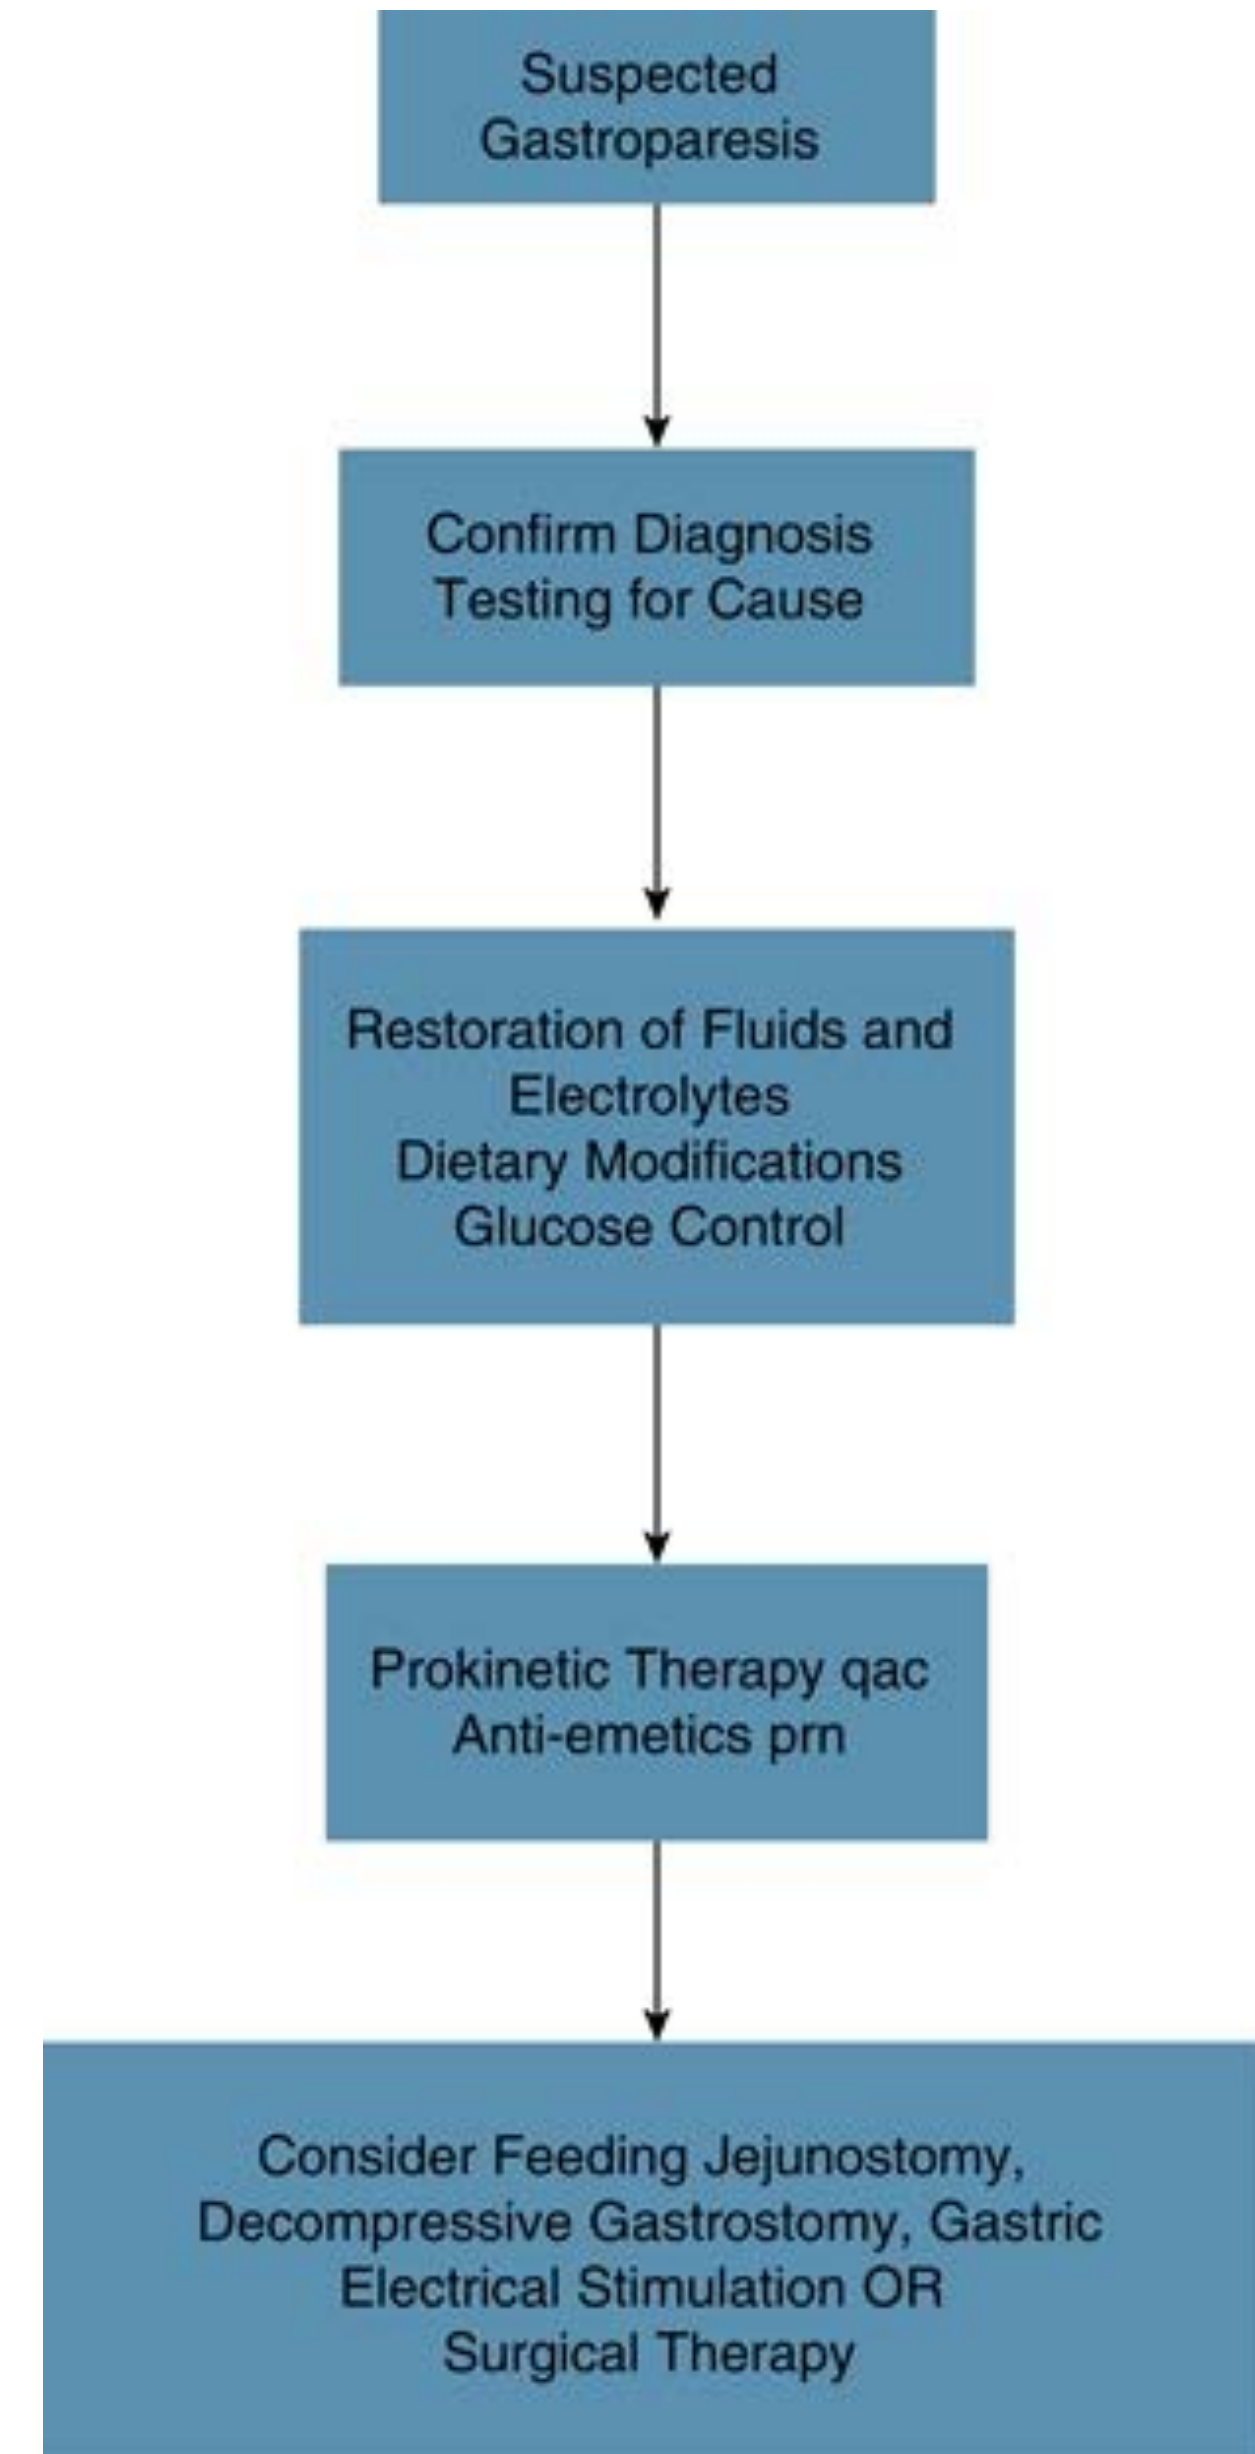 Suspected
Gastroparesis
Confirm Diagnosis
Testing for Cause
Restoration of Fluids and
Electrolytes
Dietary Modifications
Glucose Control
Prokinetic Therapy qac
Anti-emetics prn
Consider Feeding Jejunostomy,
Decompressive Gastrostomy, Gastric
Electrical Stimulation OR
Surgical Therapy